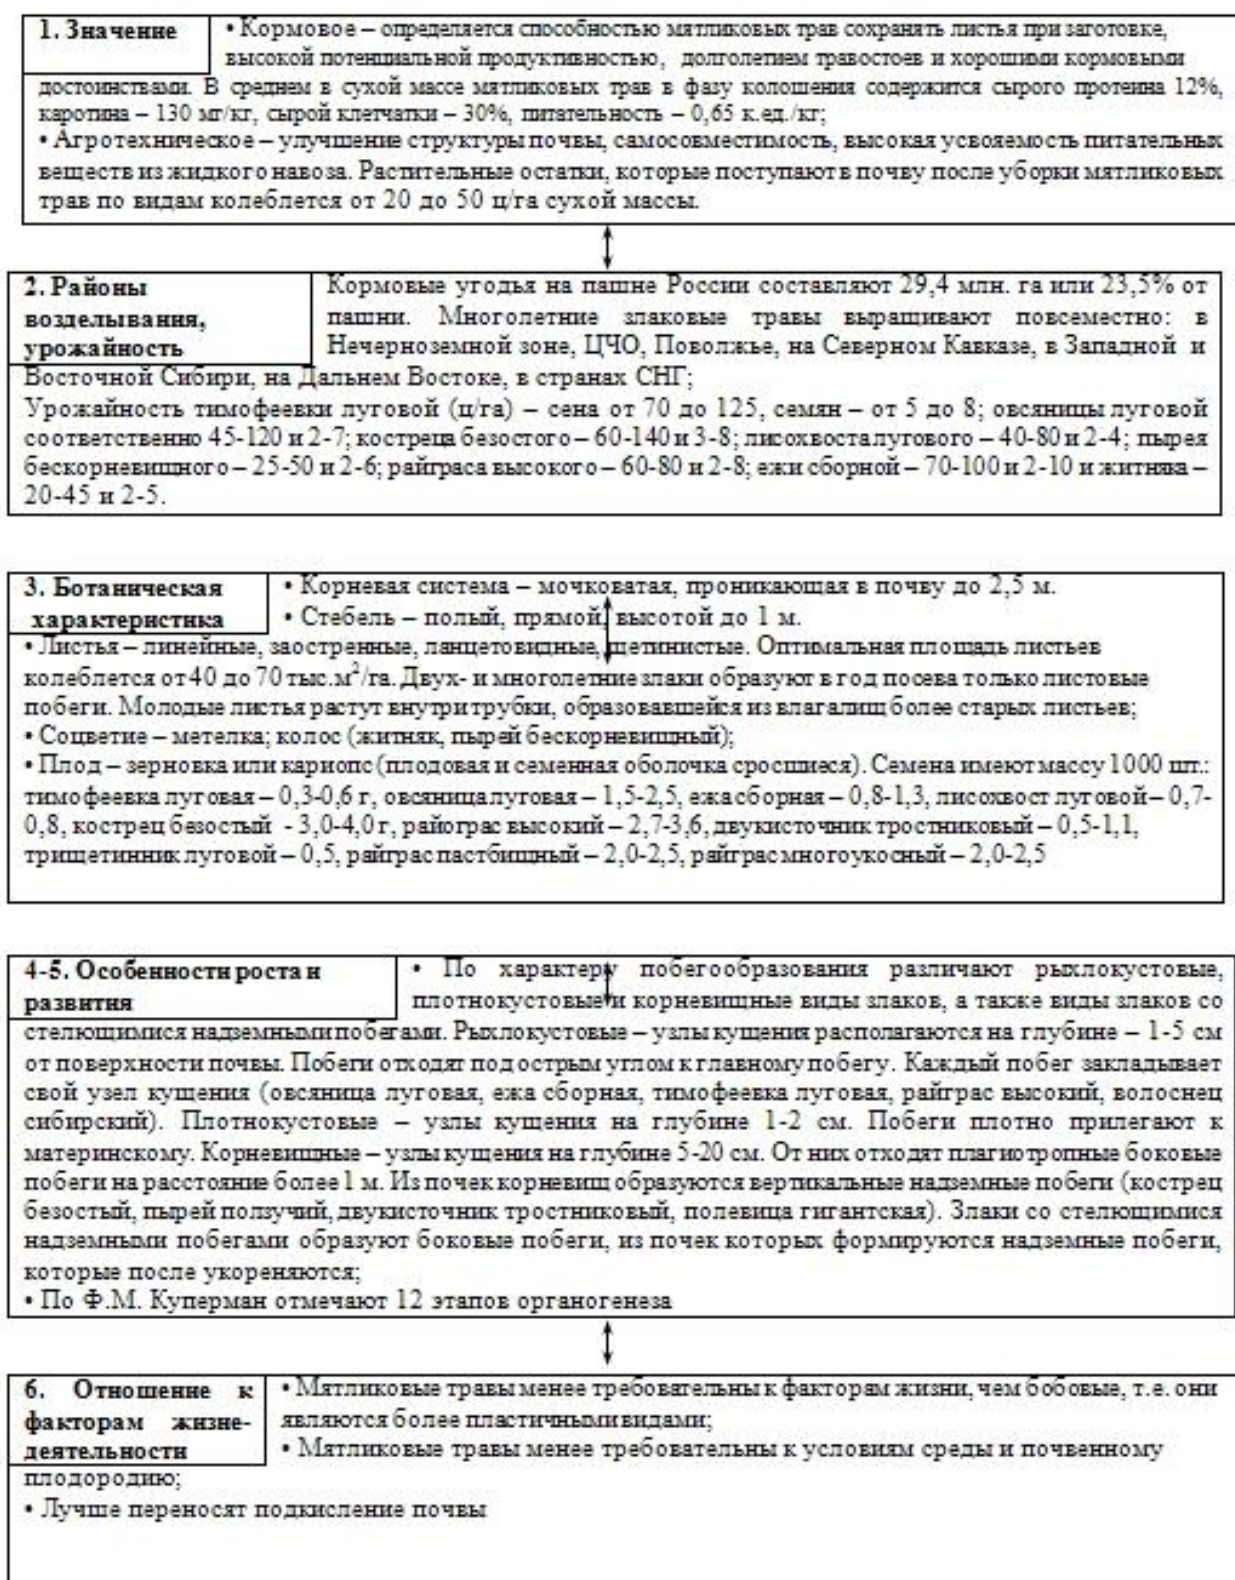 1. Значение
• Кормовое – определяется способностью мятликовых трав сохранять листья при заготовке,
высокой потенциальной продуктивностью, долголетием травостоев и хорошими кормовыми
достоинствами. В среднем в сухой массе мятликовых трав в фазу колошения содержится сырого протеина 12%,
каротина – 130 мг/кг, сырой клетчатки – 30%, питательность – 0,65 к.ед./кг;
• Агротехническое – улучшение структуры почвы, самосовместимость, высокая усвояемость питательных
веществ из жидкого навоза. Растительные остатки, которые поступают в почву после уборки мятликовых
трав по видам колеблется от 20 до 50 ц/га сухой массы.
2. Районы
возделывания,
урожайность
Кормовые угодья на пашне России составляют 29,4 млн. га или 23,5% от
пашни. Многолетние злаковые травы выращивают повсеместно: в
Нечерноземной зоне, ЦЧО, Поволжье, на Северном Кавказе, в Западной и
Восточной Сибири, на Дальнем Востоке, в странах СНГ;
Урожайность тимофеевки луговой (ц/га) – сена от 70 до 125, семян – от 5 до 8; овсяницы луговой
соответственно 45-120 и 2-7; костреца безостого – 60-140 и 3-8; лисохвоста лугового – 40-80 и 2-4; пырея
бескорневищного – 25-50 и 2-6; райграса высокого – 60-80 и 2-8; ежи сборной – 70-100 и 2-10 и житняка –
20-45 и 2-5.
3. Ботаническая
характеристика
• Корневая система – мочковатая, проникающая в почву до 2,5 м.
• Стебель – полый, прямой, высотой до 1 м.
• Листья – линейные, заостренные, ланцетовидные, щетинистые. Оптимальная площадь листьев
колеблется от 40 до 70 тыс.м²/га. Двух- и многолетние злаки образуют в год посева только листовые
побеги. Молодые листья растут внутри трубки, образовавшейся из влагалищ более старых листьев;
• Соцветие – метелка; колос (житняк, пырей бескорневищный);
• Плод – зерновка или кариопс (плодовая и семенная оболочка сросшиеся). Семена имеют массу 1000 шт.:
тимофеевка луговая – 0,3-0,6 г, овсяница луговая – 1,5-2,5, ежа сборная – 0,8-1,3, лисохвост луговой – 0,7-
0,8, кострец безостый - 3,0-4,0 г, райограс высокий – 2,7-3,6, двукисточник тростниковый – 0,5-1,1,
трищетинник луговой – 0,5, райграс пастбищный – 2,0-2,5, райграс многоукосный – 2,0-2,5
4-5. Особенности роста и
развития
• По характеру побегообразования различают рыхлокустовые,
плотнокустовые и корневищные виды злаков, а также виды злаков со
стелющимися надземными побегами. Рыхлокустовые – узлы кущения располагаются на глубине – 1-5 см
от поверхности почвы. Побеги отходят под острым углом к главному побегу. Каждый побег закладывает
свой узел кущения (овсяница луговая, ежа сборная, тимофеевка луговая, райграс высокий, волоснец
сибирский). Плотнокустовые – узлы кущения на глубине 1-2 см. Побеги плотно прилегают к
материнскому. Корневищные – узлы кущения на глубине 5-20 см. От них отходят плагиотропные боковые
побеги на расстояние более 1 м. Из почек корневищ образуются вертикальные надземные побеги (кострец
безостый, пырей ползучий, двукисточник тростниковый, полевица гигантская). Злаки со стелющимися
надземными побегами образуют боковые побеги, из почек которых формируются надземные побеги,
которые после укореняются;
• По Ф.М. Куперман отмечают 12 этапов органогенеза
6. Отношение к
факторам жизне-
деятельности
• Мятликовые травы менее требовательны к факторам жизни, чем бобовые, т.е. они
являются более пластичными видами;
• Мятликовые травы менее требовательны к условиям среды и почвенному
плодородию;
• Лучше переносят подкисление почвы